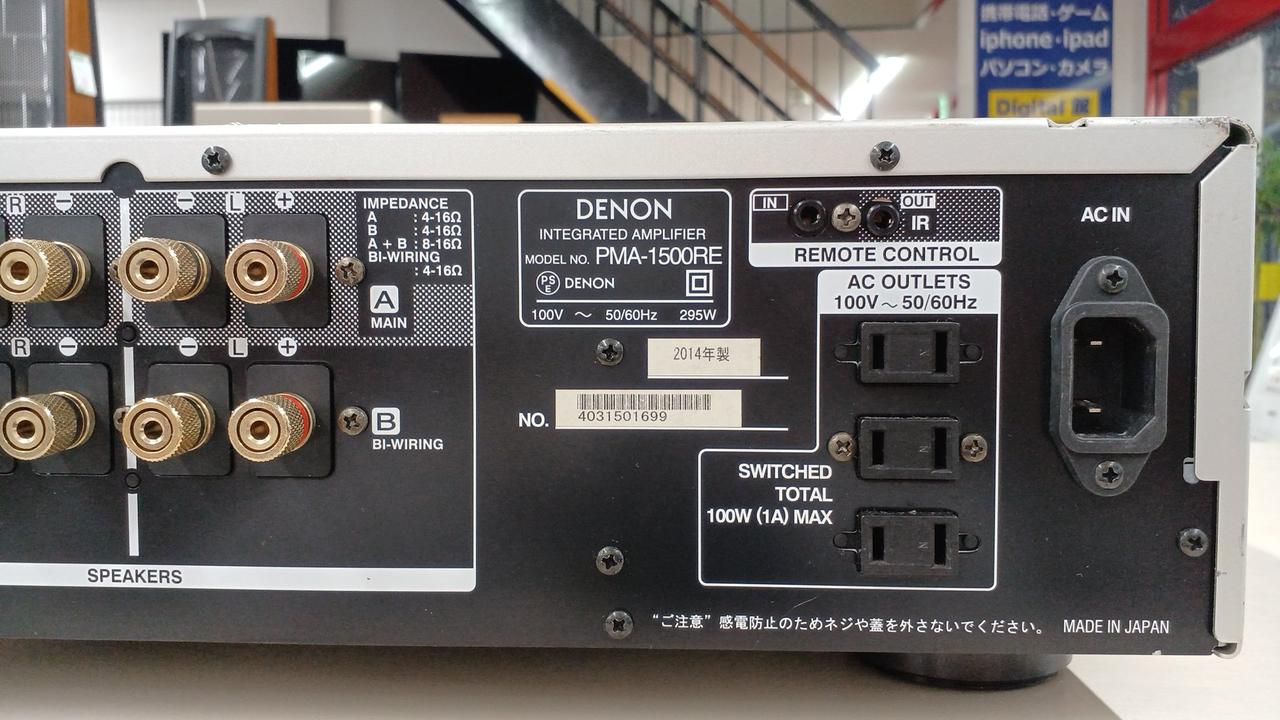 携帯電話・ゲーム
iphone・ipad
パソコン・カメラ
Digital 館
R − − L +
IMPEDANCE
A : 4-16Ω
B : 4-16Ω
A + B : 8-16Ω
BI-WIRING
: 4-16Ω
A
MAIN
R − − L +
B
BI-WIRING
SPEAKERS
DENON
INTEGRATED AMPLIFIER
MODEL NO. PMA-1500RE
PS
E DENON
100V ～ 50/60Hz 295W
2014年製
NO. 4031501699
IN OUT
IR
REMOTE CONTROL
AC OUTLETS
100V～50/60Hz
SWITCHED
TOTAL
100W (1A) MAX
N
N
N
AC IN
“ご注意” 感電防止のためネジや蓋を外さないでください。 MADE IN JAPAN